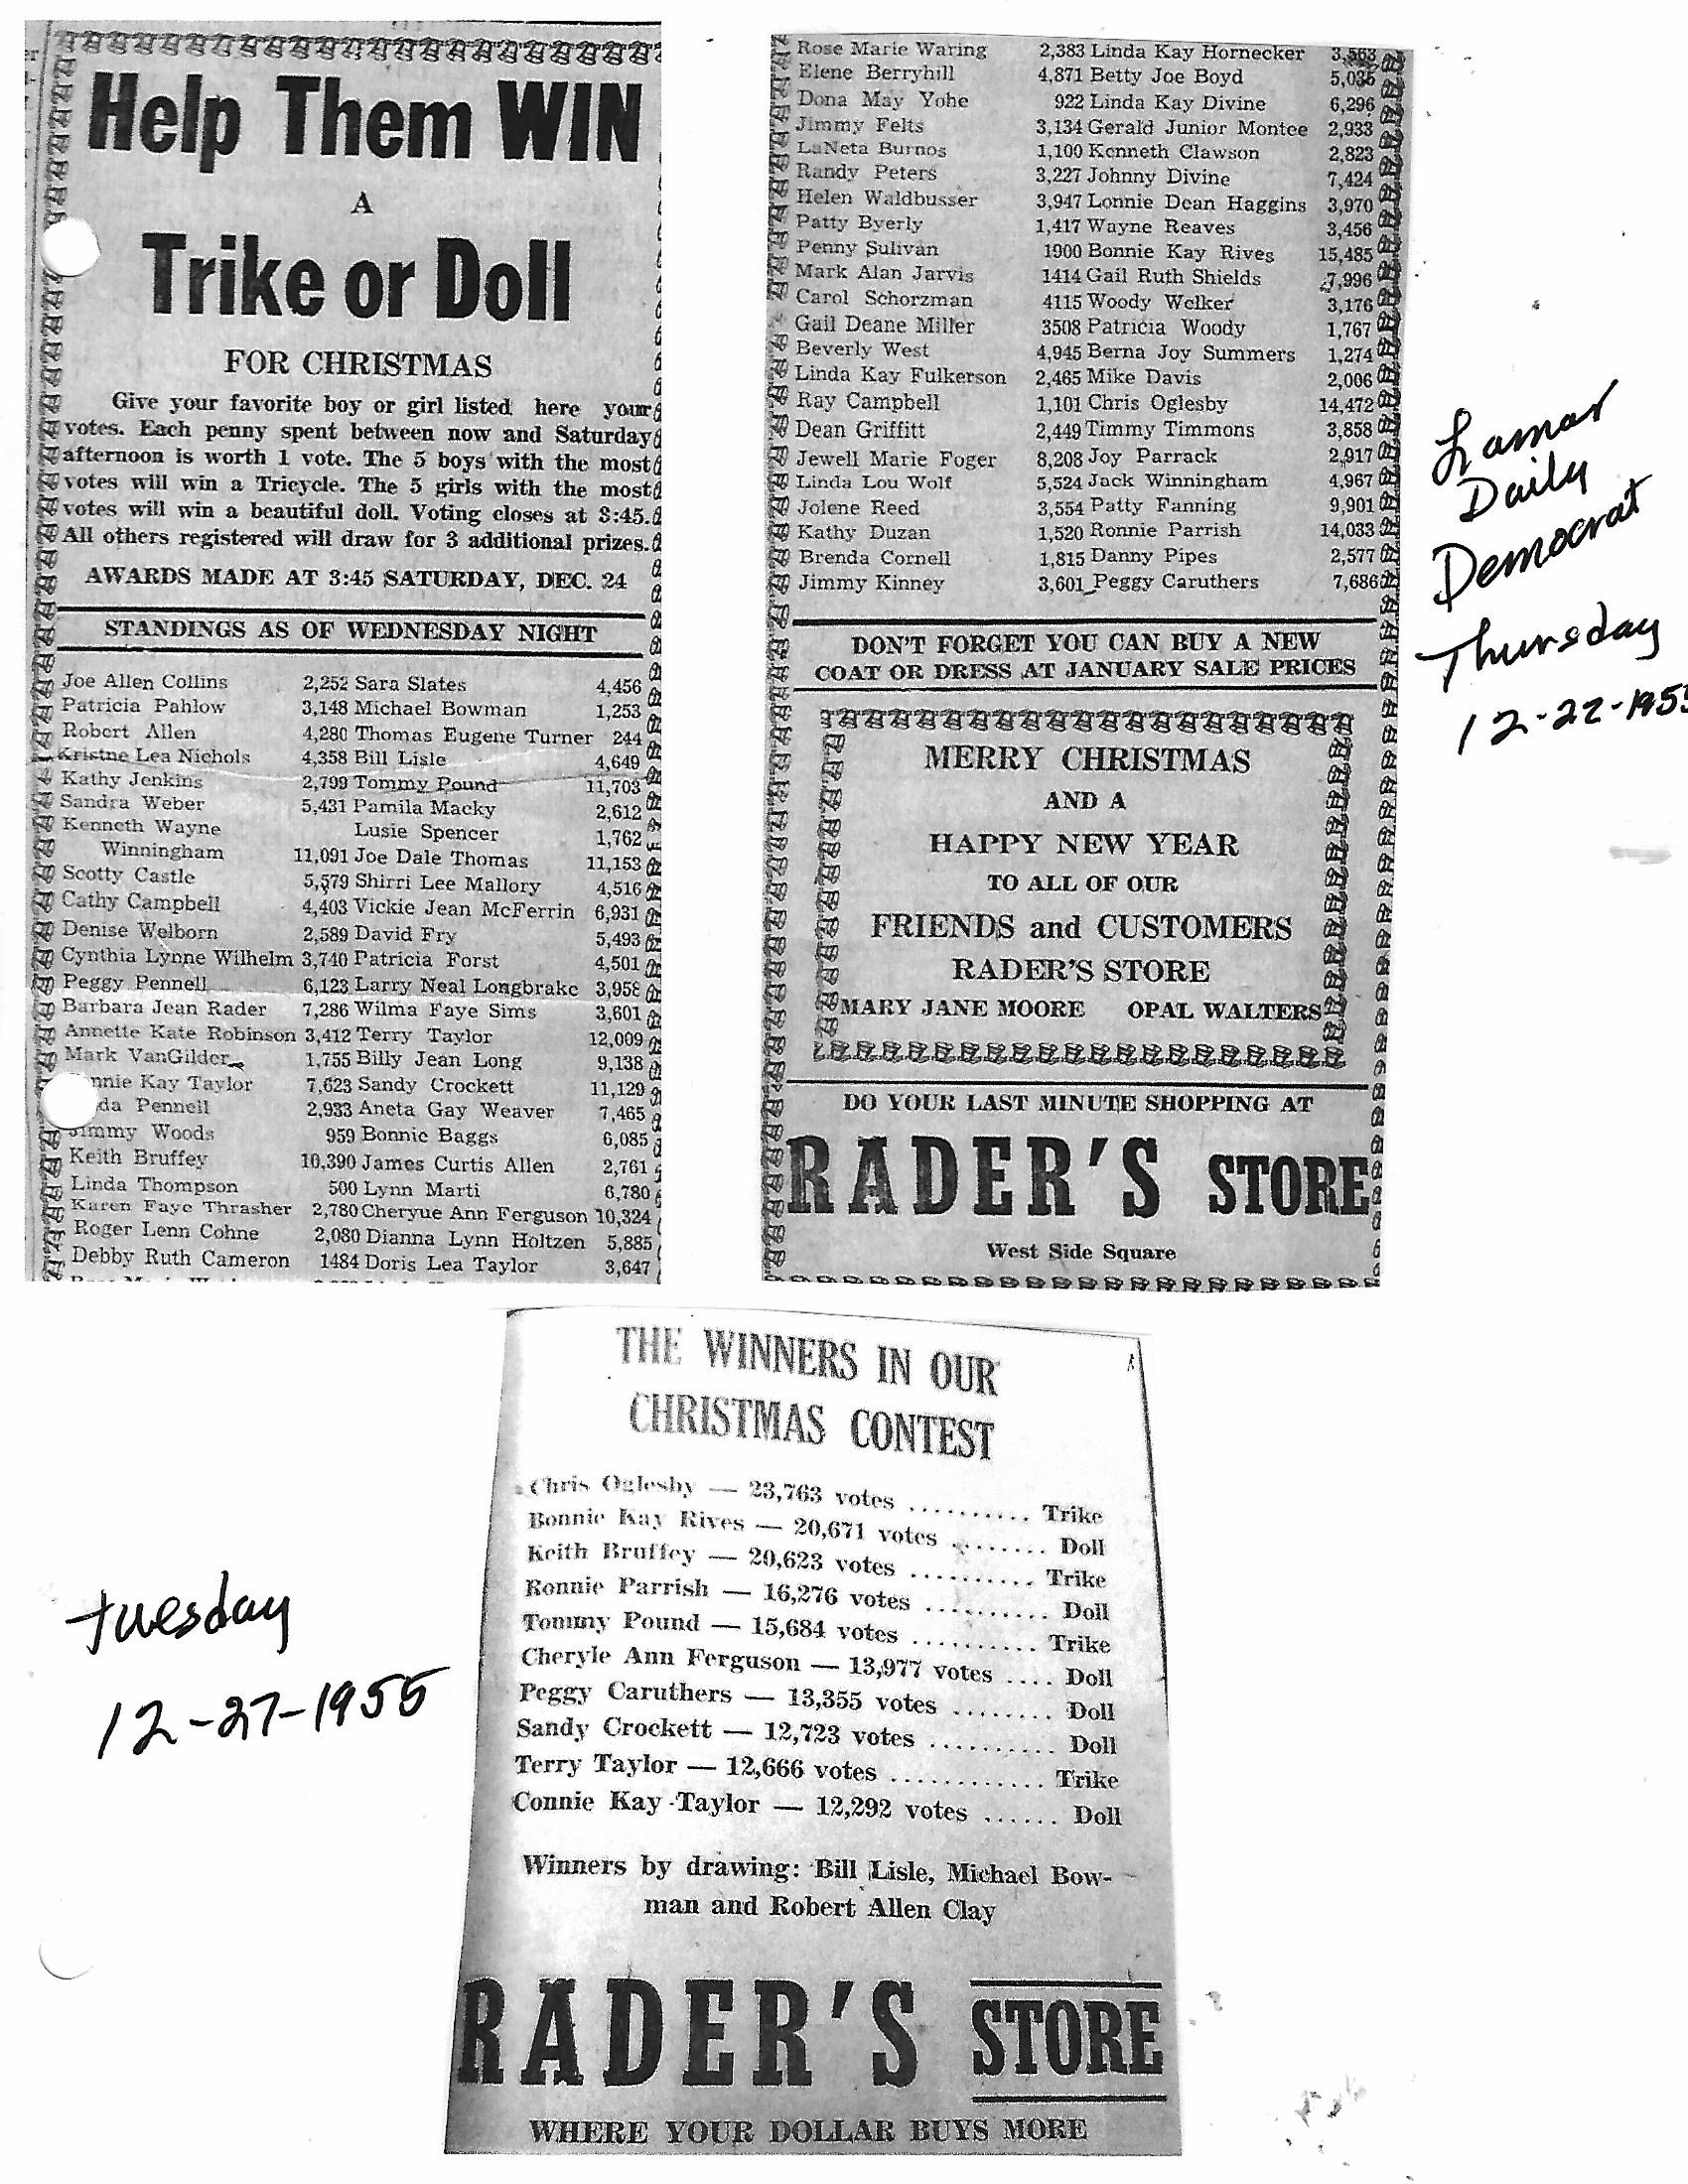 Help Them WIN
A
Trike or Doll
FOR CHRISTMAS
Give your favorite boy or girl listed here your
votes. Each penny spent between now and Saturday
afternoon is worth 1 vote. The 5 boys with the most
votes will win a Tricycle. The 5 girls with the most
votes will win a beautiful doll. Voting closes at 3:45.
All others registered will draw for 3 additional prizes.
AWARDS MADE AT 3:45 SATURDAY, DEC. 24
STANDINGS AS OF WEDNESDAY NIGHT
Joe Allen Collins 2,252 Sara Slates 4,456
Patricia Pahlow 3,148 Michael Bowman 1,253
Robert Allen 4,280 Thomas Eugene Turner 244
Kristne Lea Nichols 4,358 Bill Lisle 4,649
Kathy Jenkins 2,799 Tommy Pound 11,703
Sandra Weber 5,431 Pamila Macky 2,612
Kenneth Wayne Lusie Spencer 1,762
Winningham 11,091 Joe Dale Thomas 11,153
Scotty Castle 5,579 Shirri Lee Mallory 4,516
Cathy Campbell 4,403 Vickie Jean McFerrin 6,931
Denise Welborn 2,589 David Fry 5,493
Cynthia Lynne Wilhelm 3,740 Patricia Forst 4,501
Peggy Pennell 6,123 Larry Neal Longbrake 3,958
Barbara Jean Rader 7,286 Wilma Faye Sims 3,601
Annette Kate Robinson 3,412 Terry Taylor 12,009
Mark VanGilder 1,755 Billy Jean Long 9,138
nnie Kay Taylor 7,623 Sandy Crockett 11,129
da Pennell 2,933 Aneta Gay Weaver 7,465
Jimmy Woods 959 Bonnie Baggs 6,085
Keith Bruffey 10,390 James Curtis Allen 2,761
Linda Thompson 500 Lynn Marti 6,780
Karen Faye Thrasher 2,780 Cheryue Ann Ferguson 10,324
Roger Lenn Cohne 2,080 Dianna Lynn Holtzen 5,885
Debby Ruth Cameron 1484 Doris Lea Taylor 3,647
Rose Marie Waring 2,383 Linda Kay Hornecker 3,563
Elene Berryhill 4,871 Betty Joe Boyd 5,035
Dona May Yohe 922 Linda Kay Divine 6,296
Jimmy Felts 3,134 Gerald Junior Montee 2,933
LaNeta Burnos 1,100 Kenneth Clawson 2,823
Randy Peters 3,227 Johnny Divine 7,424
Helen Waldbusser 3,947 Lonnie Dean Haggins 3,970
Patty Byerly 1,417 Wayne Reaves 3,456
Penny Sulivan 1900 Bonnie Kay Rives 15,485
Mark Alan Jarvis 1414 Gail Ruth Shields 7,996
Carol Schorzman 4115 Woody Welker 3,176
Gail Deane Miller 3508 Patricia Woody 1,767
Beverly West 4,945 Berna Joy Summers 1,274
Linda Kay Fulkerson 2,465 Mike Davis 2,006
Ray Campbell 1,101 Chris Oglesby 14,472
Dean Griffitt 2,449 Timmy Timmons 3,858
Jewell Marie Foger 8,208 Joy Parrack 2,917
Linda Lou Wolf 5,524 Jack Winningham 4,967
Jolene Reed 3,554 Patty Fanning 9,901
Kathy Duzan 1,520 Ronnie Parrish 14,033
Brenda Cornell 1,815 Danny Pipes 2,577
Jimmy Kinney 3,601 Peggy Caruthers 7,686
DON'T FORGET YOU CAN BUY A NEW
COAT OR DRESS AT JANUARY SALE PRICES
MERRY CHRISTMAS
AND A
HAPPY NEW YEAR
TO ALL OF OUR
FRIENDS and CUSTOMERS
RADER'S STORE
MARY JANE MOORE OPAL WALTERS
DO YOUR LAST MINUTE SHOPPING AT
RADER'S STORE
West Side Square
Lamar
Daily
Democrat
Thursday
12-22-1955
THE WINNERS IN OUR
CHRISTMAS CONTEST
Chris Oglesby — 23,763 votes .......... Trike
Bonnie Kay Rives — 20,671 votes ........ Doll
Keith Bruffey — 20,623 votes .......... Trike
Ronnie Parrish — 16,276 votes .......... Doll
Tommy Pound — 15,684 votes .......... Trike
Cheryle Ann Ferguson — 13,977 votes .... Doll
Peggy Caruthers — 13,355 votes ........ Doll
Sandy Crockett — 12,723 votes .......... Doll
Terry Taylor — 12,666 votes ............ Trike
Connie Kay Taylor — 12,292 votes ...... Doll
Winners by drawing: Bill Lisle, Michael Bow-
man and Robert Allen Clay
RADER'S STORE
WHERE YOUR DOLLAR BUYS MORE
Tuesday
12-27-1955